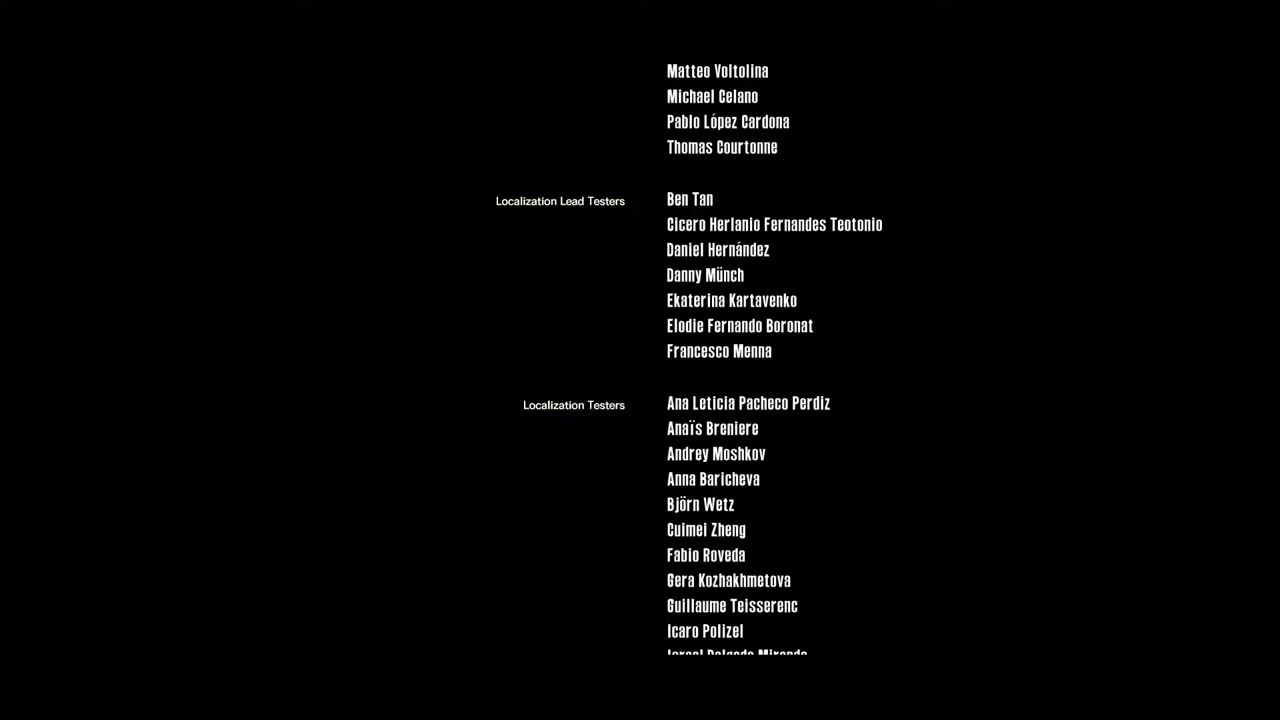 Matteo Voltolina
Michael Celano
Pablo López Cardona
Thomas Courtonne
Localization Lead Testers Ben Tan
Cicero Herlanio Fernandes Teotonio
Daniel Hernández
Danny Münch
Ekaterina Kartavenko
Elodie Fernando Boronat
Francesco Menna
Localization Testers Ana Leticia Pacheco Perdiz
Anaïs Breniere
Andrey Moshkov
Anna Baricheva
Björn Wetz
Cuimei Zheng
Fabio Roveda
Gera Kozhakhmetova
Guillaume Teisserenc
Icaro Polizel